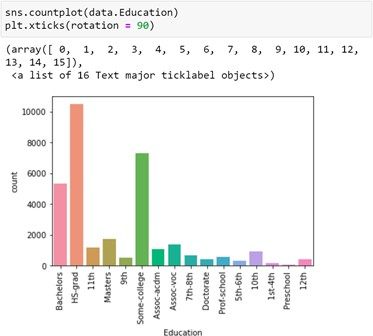 sns.countplot(data.Education)
plt.xticks(rotation = 90)
(array([ 0,  1,  2,  3,  4,  5,  6,  7,  8,  9, 10, 11, 12,
13, 14, 15]),
<a list of 16 Text major ticklabel objects>)
10000
8000
6000
4000
2000
0
count
Bachelors
HS-grad
11th
Masters
9th
Some-college
Assoc-acdm
Assoc-voc
7th-8th
Doctorate
Prof-school
5th-6th
10th
1st-4th
Preschool
12th
Education